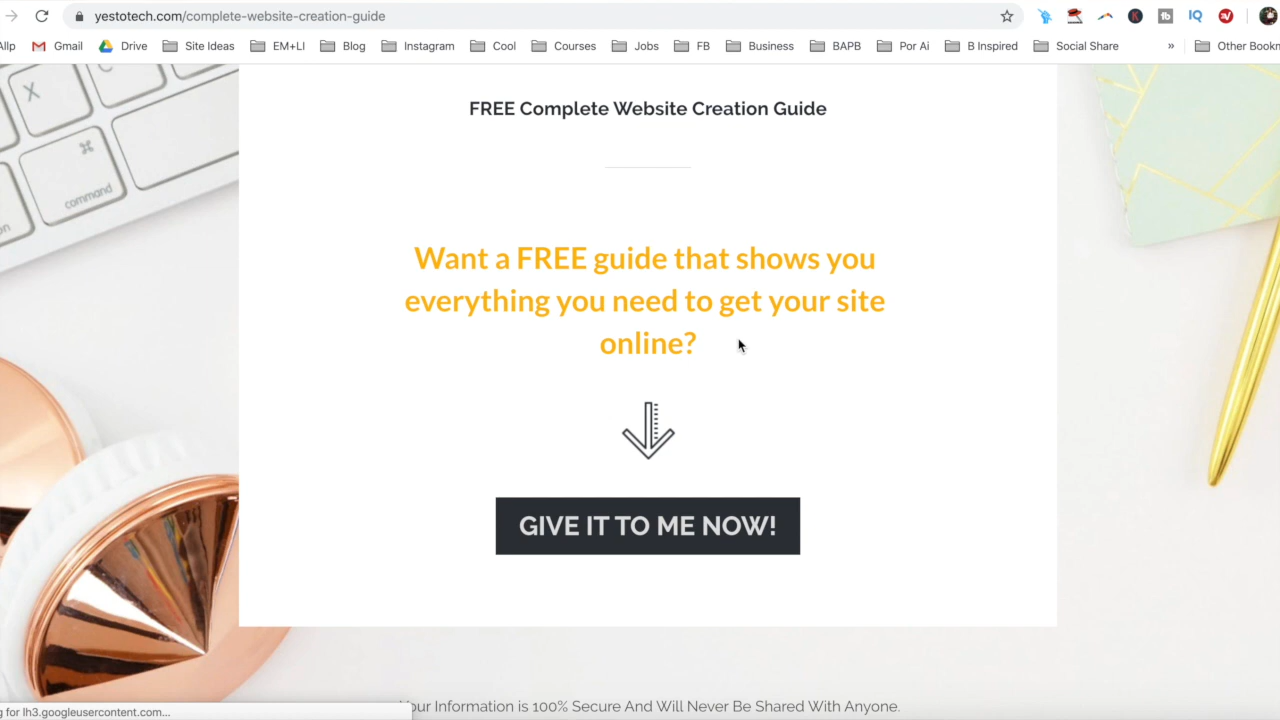 yestotech.com/complete-website-creation-guide
Gmail Drive Site Ideas EM+LI Blog Instagram Cool Courses Jobs FB Business BAPB Por Ai B Inspired Social Share » Other Bookm
FREE Complete Website Creation Guide
Want a FREE guide that shows you
everything you need to get your site
online?
GIVE IT TO ME NOW!
Your Information is 100% Secure And Will Never Be Shared With Anyone.
g for lh3.googleusercontent.com...
X
⌘
command